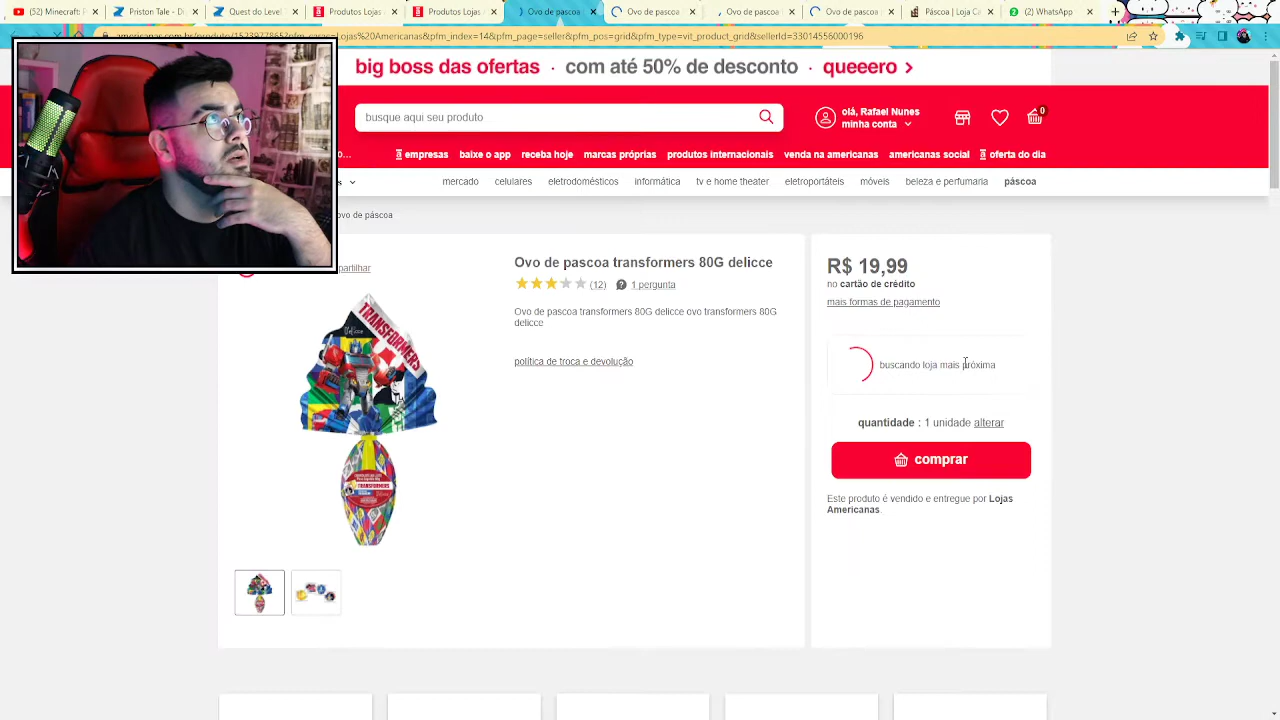 (52) Minecraft: F
Priston Tale - Di
Quest do Level
Produtos Lojas
Produtos Lojas
Ovo de pascoa
Ovo de pascoa
Ovo de pascoa
Ovo de pascoa
Páscoa | Loja C
(2) WhatsApp
big boss das ofertas · com até 50% de desconto · queeero >
busque aqui seu produto
olá, Rafael Nunes
minha conta
0
empresas
baixe o app
receba hoje
marcas próprias
produtos internacionais
venda na americanas
americanas social
oferta do dia
mercado
celulares
eletrodomésticos
informática
tv e home theater
eletroportáteis
móveis
beleza e perfumaria
páscoa
ovo de páscoa
partilhar
Ovo de pascoa transformers 80G delicce
(12)
1 pergunta
Ovo de pascoa transformers 80G delicce ovo transformers 80G
delicce
política de troca e devolução
TRANSFORMERS
TRANSFORMERS
R$ 19,99
no cartão de crédito
mais formas de pagamento
buscando loja mais próxima
quantidade : 1 unidade alterar
comprar
Este produto é vendido e entregue por Lojas
Americanas.